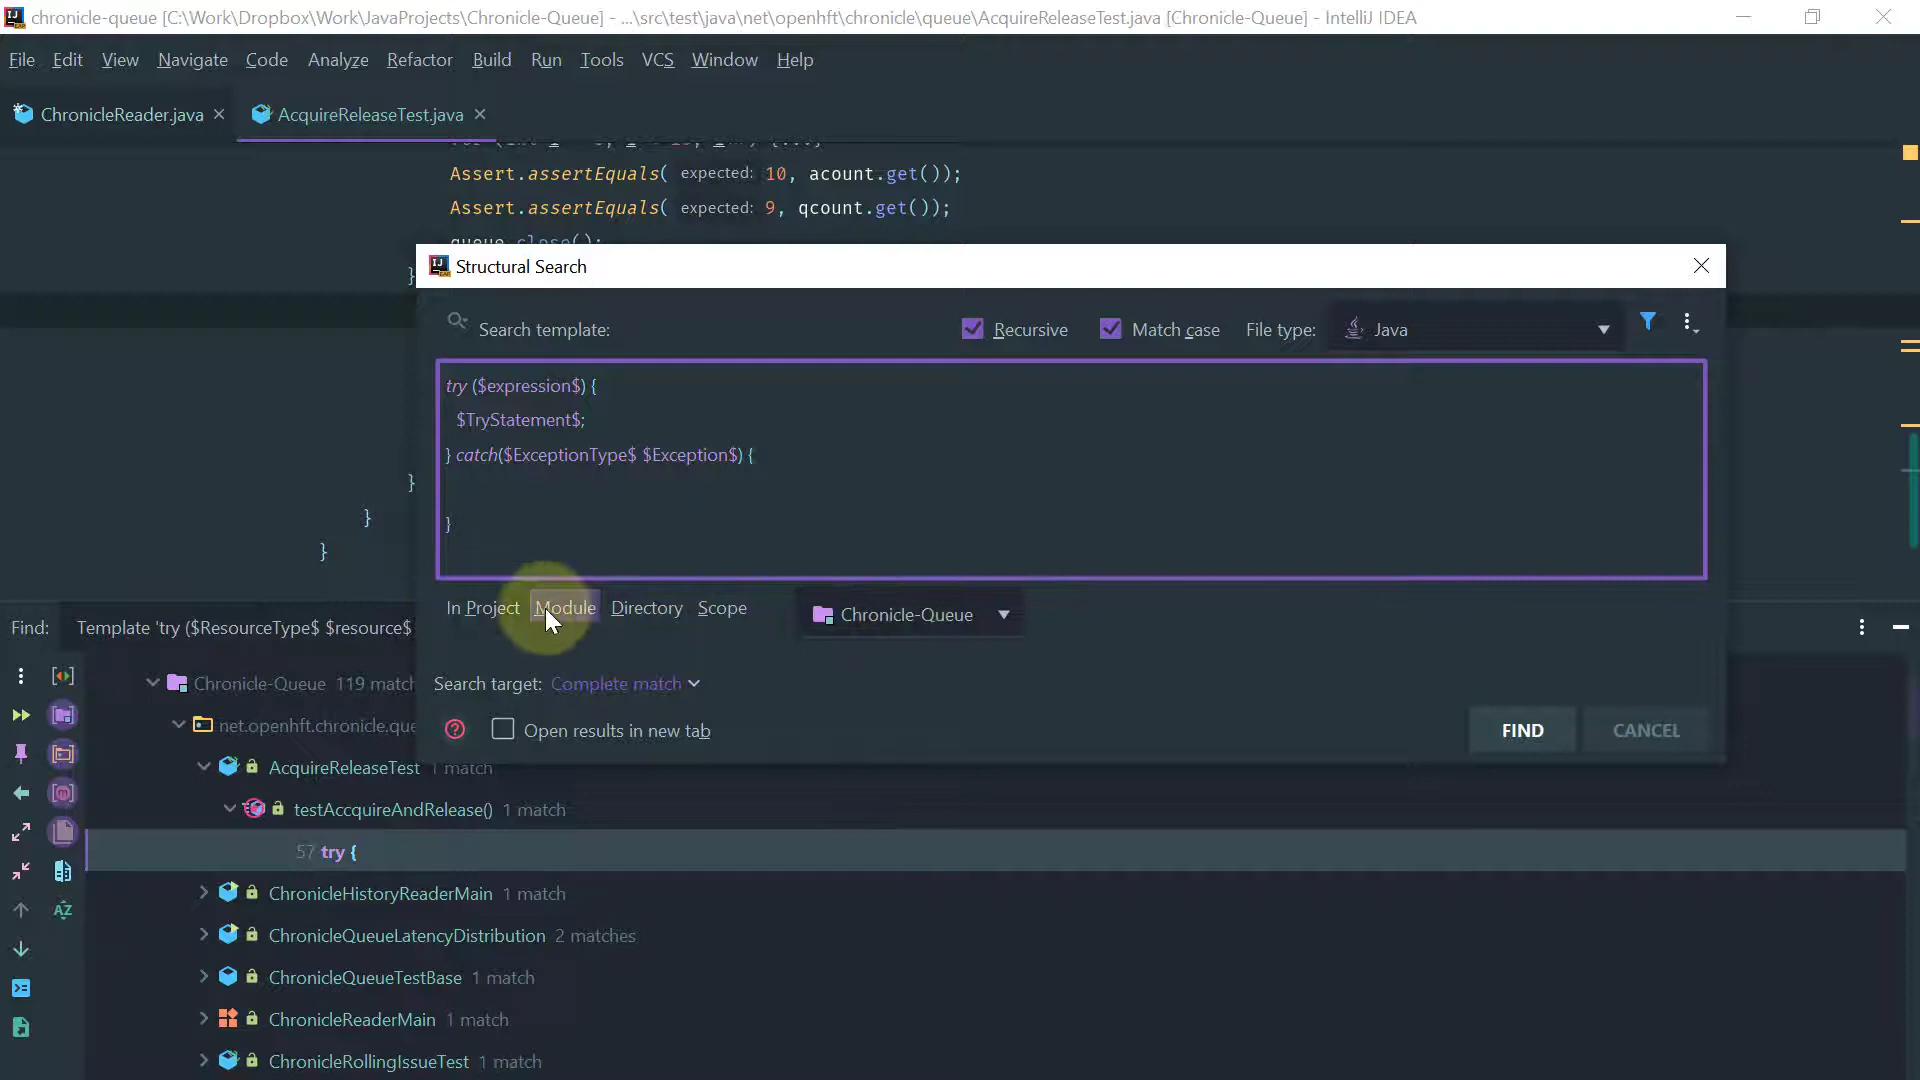 chronicle-queue [C:\Work\Dropbox\Work\JavaProjects\Chronicle-Queue] - ...\src\test\java\net\openhft\chronicle\queue\AcquireReleaseTest.java [Chronicle-Queue] - IntelliJ IDEA
File Edit View Navigate Code Analyze Refactor Build Run Tools VCS Window Help
ChronicleReader.java AcquireReleaseTest.java
Assert.assertEquals( expected: 10, acount.get());
Assert.assertEquals( expected: 9, qcount.get());
queue.close();
}
Structural Search
Search template: Recursive Match case File type: Java
try ($expression$) {
$TryStatement$;
} catch($ExceptionType$ $Exception$) {
}
}
}
}
In Project Module Directory Scope Chronicle-Queue
Find: Template 'try ($ResourceType$ $resource$
Search target: Complete match
Chronicle-Queue 119 match
net.openhft.chronicle.que
Open results in new tab FIND CANCEL
AcquireReleaseTest 1 match
testAccquireAndRelease() 1 match
57 try {
ChronicleHistoryReaderMain 1 match
ChronicleQueueLatencyDistribution 2 matches
ChronicleQueueTestBase 1 match
ChronicleReaderMain 1 match
ChronicleRollingIssueTest 1 match